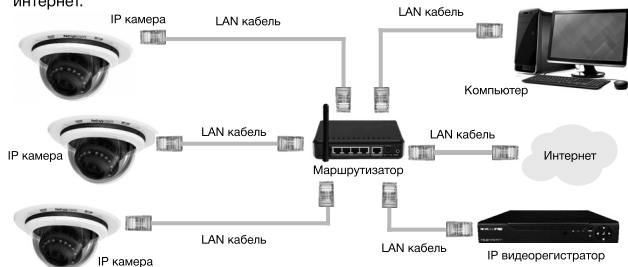 интернет.
IP камера
LAN кабель
LAN кабель
Компьютер
IP камера
LAN кабель
LAN кабель
Маршрутизатор
Интернет
IP камера
LAN кабель
LAN кабель
IP видеорегистратор